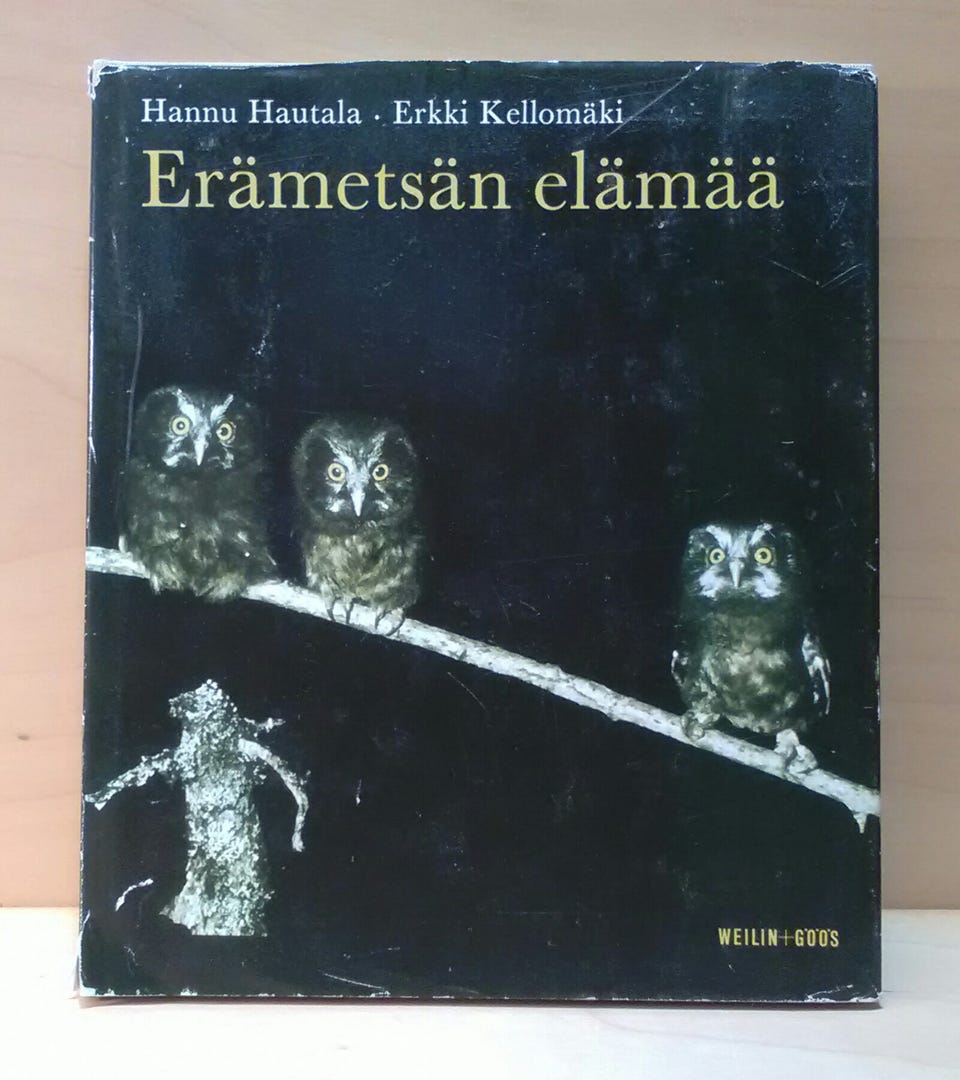 Hannu Hautala · Erkki Kellomäki
Erämetsän elämää
WEILIN+GÖÖS